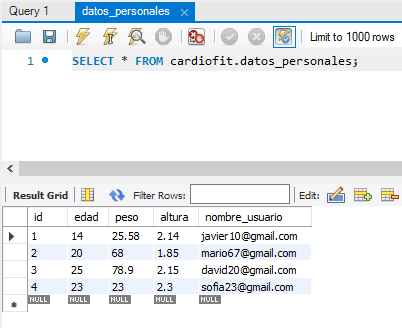 Query 1 datos_personales
Limit to 1000 rows
1 SELECT * FROM cardiofit.datos_personales;
Result Grid Filter Rows: Edit:
id edad peso altura nombre_usuario
1 14 25.58 2.14 javier10@gmail.com
2 20 68 1.85 mario67@gmail.com
3 25 78.9 2.15 david20@gmail.com
4 23 23 2.3 sofia23@gmail.com
NULL NULL NULL NULL NULL